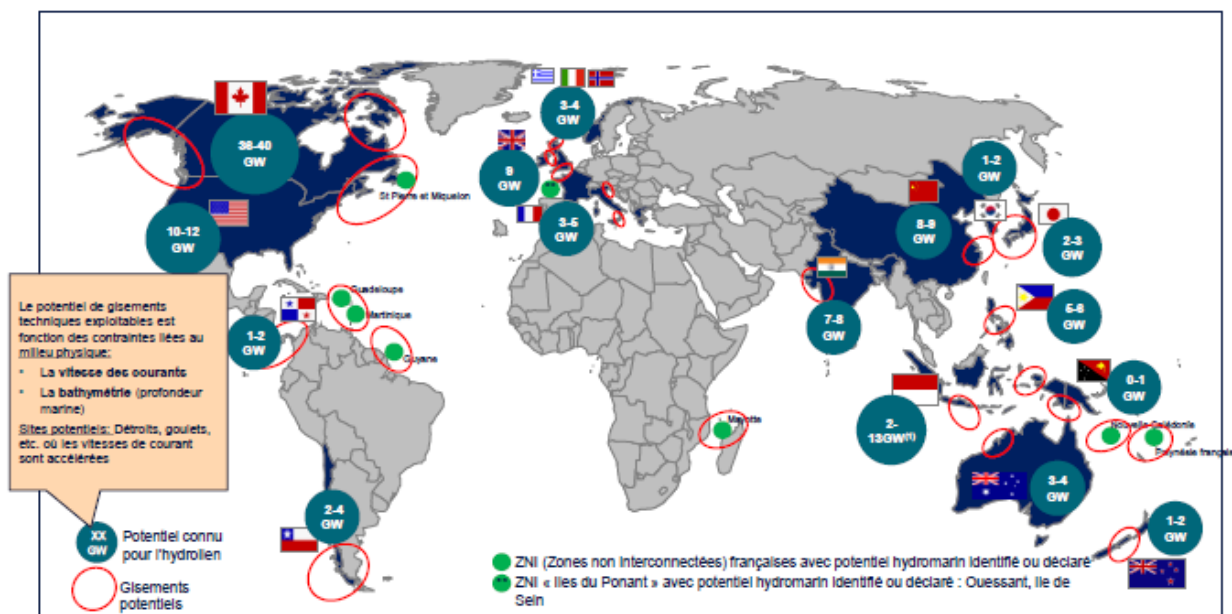 38-40
GW
10-12
GW
St Pierre et Miquelon
3-4
GW
9
GW
3-5
GW
1-2
GW
8-9
GW
2-3
GW
7-8
GW
5-6
GW
0-1
GW
2-
13GW⁽¹⁾
3-4
GW
1-2
GW
Guadeloupe
Martinique
Guyane
1-2
GW
2-4
GW
Mayotte
Nouvelle Calédonie
Polynésie français
Le potentiel de gisements
techniques exploitables est
fonction des contraintes liées au
milieu physique:
• La vitesse des courants
• La bathymétrie (profondeur
marine)
Sites potentiels: Détroits, goulets,
etc. où les vitesses de courant
sont accélérées
XX
GW
Potentiel connu
pour l'hydrolien
Gisements
potentiels
ZNI (Zones non Interconnectées) françaises avec potentiel hydromarin identifié ou déclaré
ZNI « Iles du Ponant » avec potentiel hydromarin identifié ou déclaré : Ouessant, Ile de
Sein